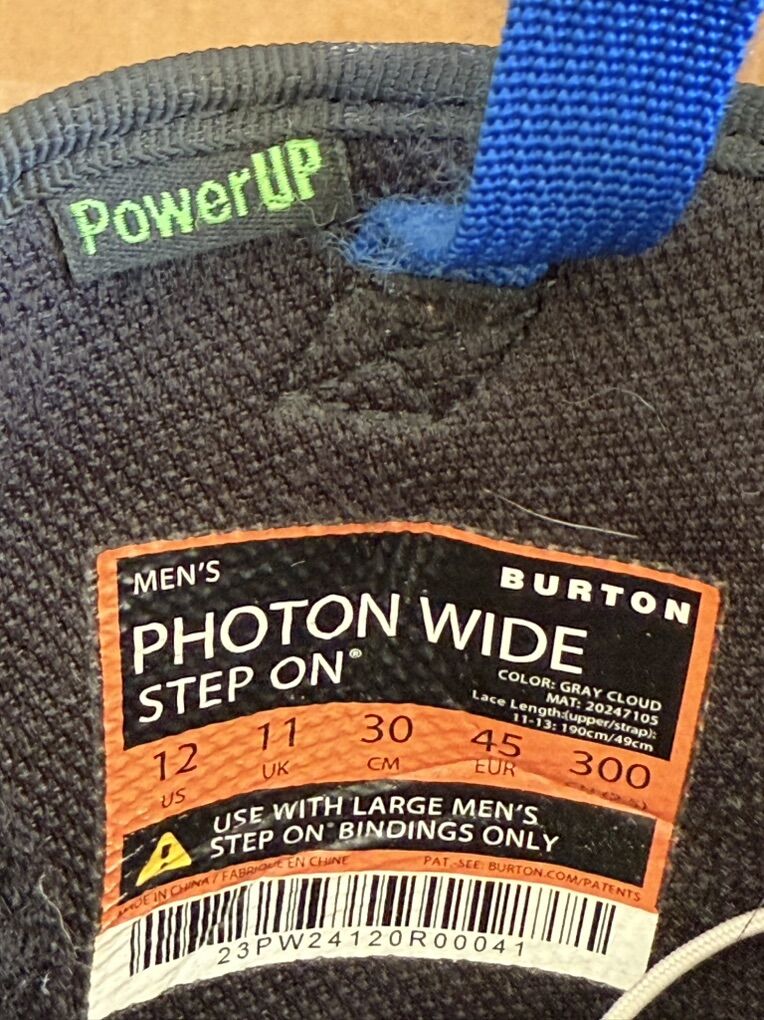 PowerUP
MEN'S
BURTON
PHOTON WIDE
STEP ON®
COLOR: GRAY CLOUD
MAT: 20247105
Lace Length:(upper/strap):
11-13: 190cm/49cm
12 11 30 45 300
US UK CM EUR
USE WITH LARGE MEN'S
STEP ON® BINDINGS ONLY
MADE IN CHINA / FABRIQUE EN CHINE
PAT.-SEE: BURTON.COM/PATENTS
23PW24120R00041